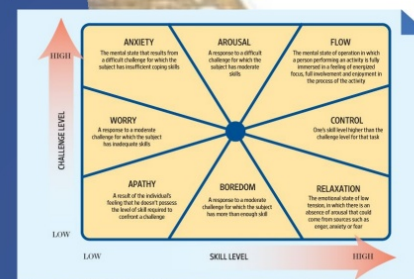 HIGH
CHALLENGE LEVEL
LOW
ANXIETY
The mental state that results from
a difficult challenge for which the
subject has insufficient coping skills
AROUSAL
A response to a difficult
challenge for which the
subject has moderate
skills
FLOW
The mental state of operation in which
a person performing an activity is fully
immersed in a feeling of energized
focus, full involvement and enjoyment in
the process of the activity
WORRY
A response to a moderate
challenge for which the subject
has inadequate skills
CONTROL
One's skill level higher than the
challenge level for that task
APATHY
A result of the individual's
feeling that he doesn't possess
the level of skill required to
confront a challenge
BOREDOM
A response to a moderate
challenge for which the subject
has more than enough skill
RELAXATION
The emotional state of low
tension, in which there is an
absence of arousal that could
come from sources such as
anger, anxiety or fear
LOW
SKILL LEVEL
HIGH